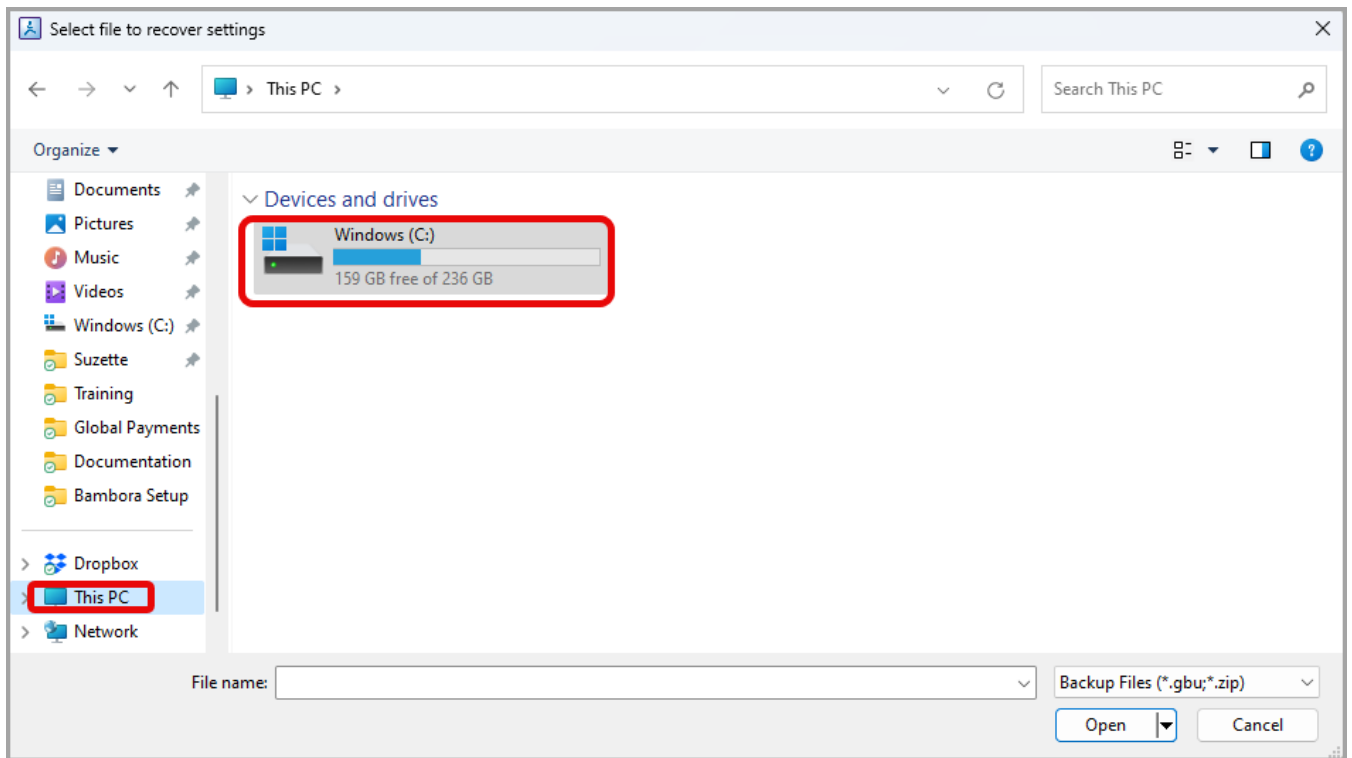 Select file to recover settings
This PC
Search This PC
Organize
Documents
Pictures
Music
Videos
Windows (C:)
Suzette
Training
Global Payments
Documentation
Bambora Setup
Dropbox
This PC
Network
Devices and drives
Windows (C:)
159 GB free of 236 GB
File name:
Backup Files (*.gbu;*.zip)
Open
Cancel